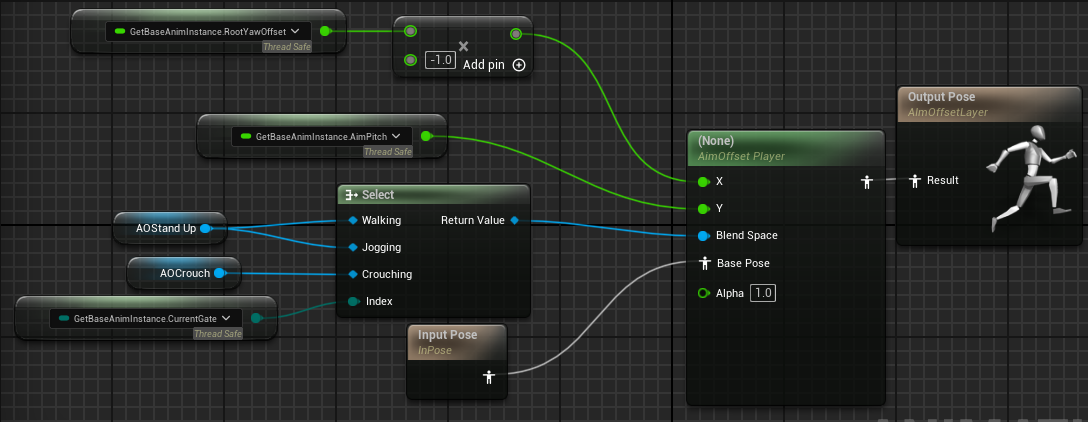 GetBaseAnimInstance.RootYawOffset
Thread Safe
-1.0
Add pin
GetBaseAnimInstance.AimPitch
Thread Safe
Select
Walking
Return Value
Jogging
Crouching
Index
AOStand Up
AOCrouch
GetBaseAnimInstance.CurrentGate
Thread Safe
Input Pose
InPose
(None)
AimOffset Player
X
Y
Blend Space
Base Pose
Alpha 1.0
Output Pose
AImOffsetLayer
Result